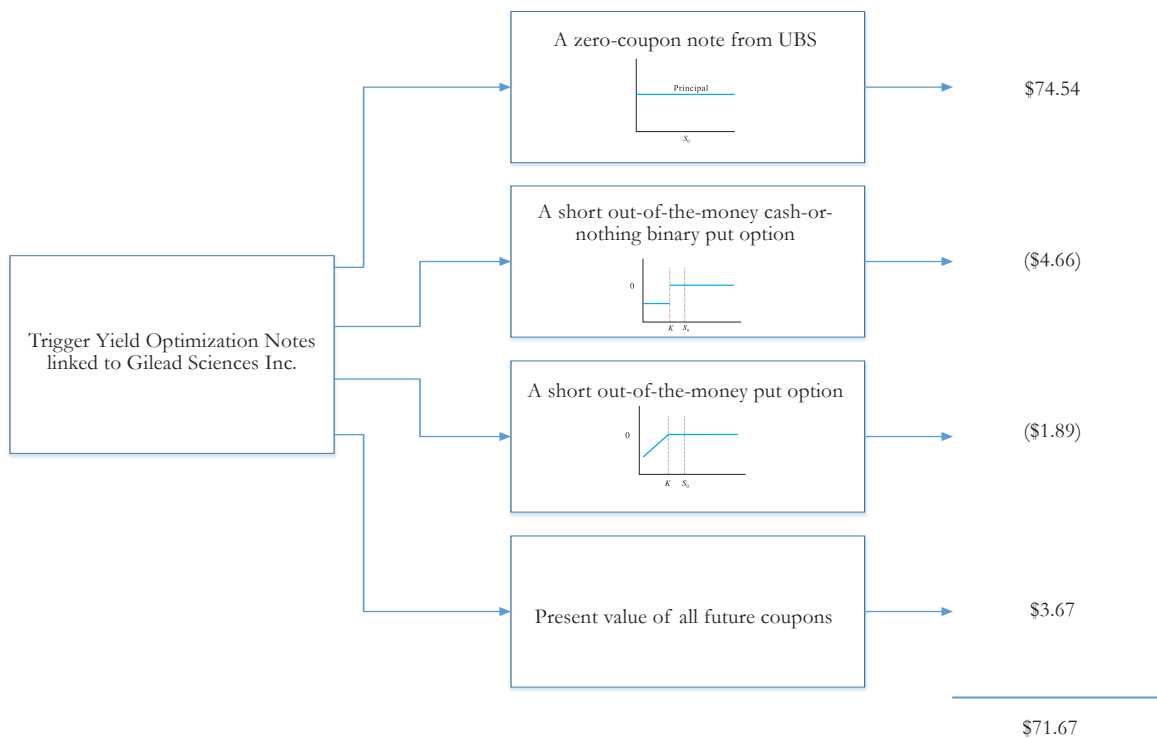 A zero-coupon note from UBS
Principal
S0
$74.54
A short out-of-the-money cash-or-
nothing binary put option
0
K
S0
($4.66)
Trigger Yield Optimization Notes
linked to Gilead Sciences Inc.
A short out-of-the-money put option
0
K
S0
($1.89)
Present value of all future coupons
$3.67
$71.67